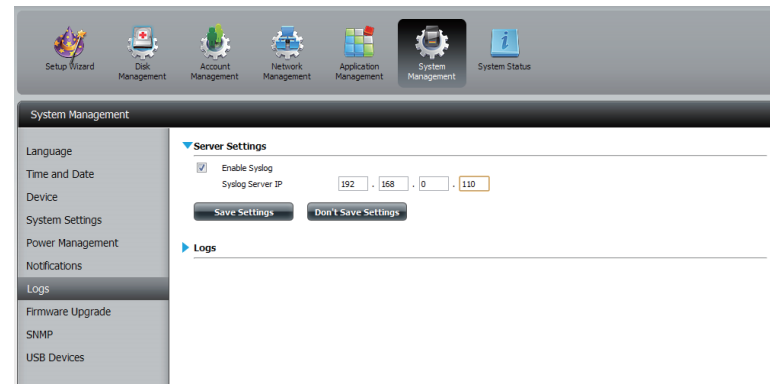 Setup Wizard
Disk Management
Account Management
Network Management
Application Management
System Management
System Status
System Management
Language
Time and Date
Device
System Settings
Power Management
Notifications
Logs
Firmware Upgrade
SNMP
USB Devices
Server Settings
Enable Syslog
Syslog Server IP 192 . 168 . 0 . 110
Save Settings Don't Save Settings
Logs